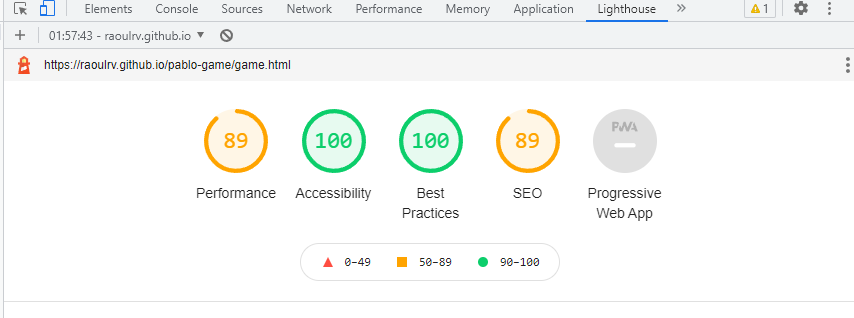 Elements Console Sources Network Performance Memory Application Lighthouse » 1
+ 01:57:43 - raoulrv.github.io ▼
https://raoulrv.github.io/pablo-game/game.html
89 100 100 89 PWA
Performance Accessibility Best Practices SEO Progressive Web App
0–49 50–89 90–100